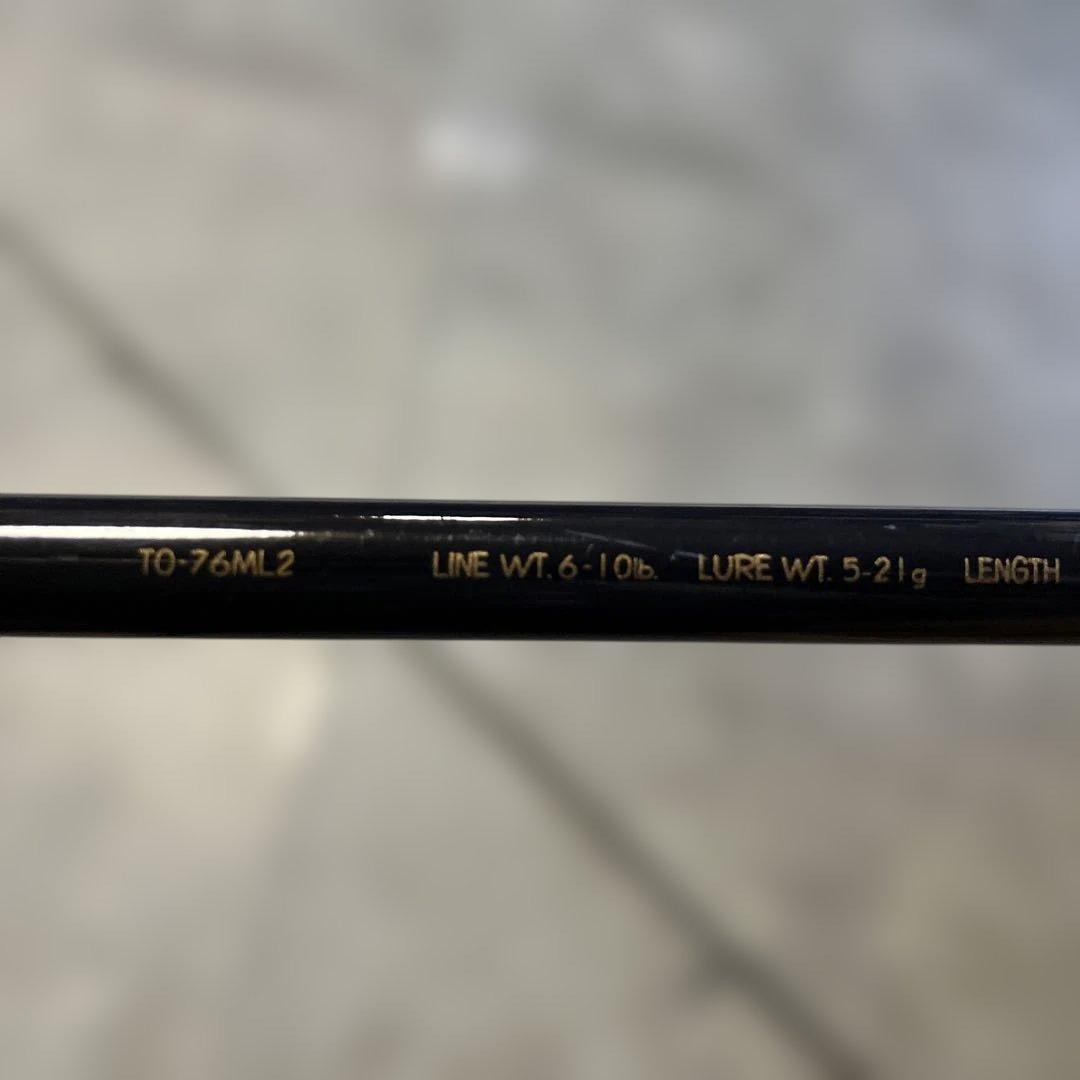 TO-76ML2 LINE WT. 6-10lb. LURE WT. 5-21g LENGTH